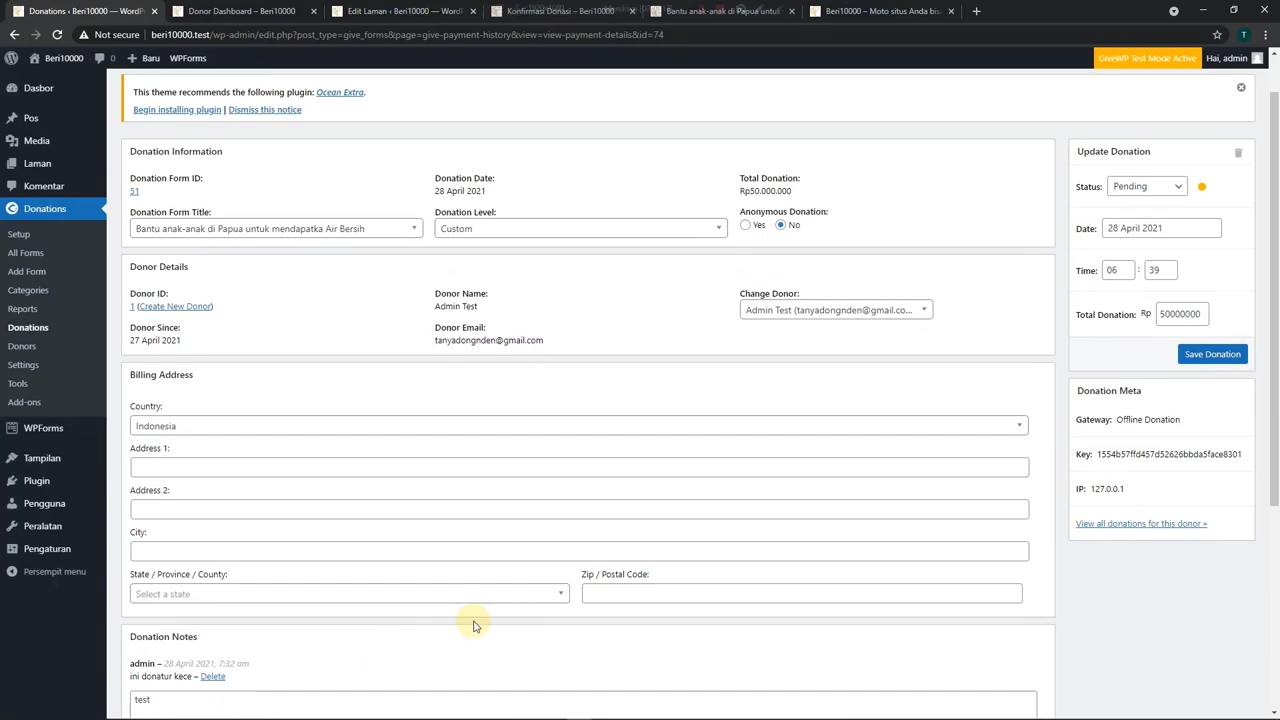 Donations ‹ Beri10000 — WordPr
Donor Dashboard – Beri10000
Edit Laman ‹ Beri10000 — WordP
Konfirmasi Donasi – Beri10000
Bantu anak-anak di Papua untuk
Beri10000 – Muto situs Anda bis
Not secure
beri10000.test/wp-admin/edit.php?post_type=give_forms&page=give-payment-history&view=view-payment-details&id=74
T
Beri10000
0
Baru
WPForms
GiveWP Test Mode Active
Hai, admin
Dasbor
Pos
Media
Laman
Komentar
Donations
Setup
All Forms
Add Form
Categories
Reports
Donations
Donors
Settings
Tools
Add-ons
WPForms
Tampilan
Plugin
Pengguna
Peralatan
Pengaturan
Persempit menu
This theme recommends the following plugin: Ocean Extra.
Begin installing plugin | Dismiss this notice
Donation Information
Donation Form ID:
51
Donation Date:
28 April 2021
Total Donation:
Rp50.000.000
Donation Form Title:
Bantu anak-anak di Papua untuk mendapatka Air Bersih
Donation Level:
Custom
Anonymous Donation:
Yes No
Donor Details
Donor ID:
1 (Create New Donor)
Donor Name:
Admin Test
Change Donor:
Admin Test (tanyadongnden@gmail.co...
Donor Since:
27 April 2021
Donor Email:
tanyadongnden@gmail.com
Billing Address
Country:
Indonesia
Address 1:
Address 2:
City:
State / Province / County:
Select a state
Zip / Postal Code:
Donation Notes
admin – 28 April 2021, 7:32 am
ini donatur kece – Delete
test
Update Donation
Status: Pending
Date: 28 April 2021
Time: 06 : 39
Total Donation: Rp 50000000
Save Donation
Donation Meta
Gateway: Offline Donation
Key: 1554b57ffd457d52626bbda5face8301
IP: 127.0.0.1
View all donations for this donor »